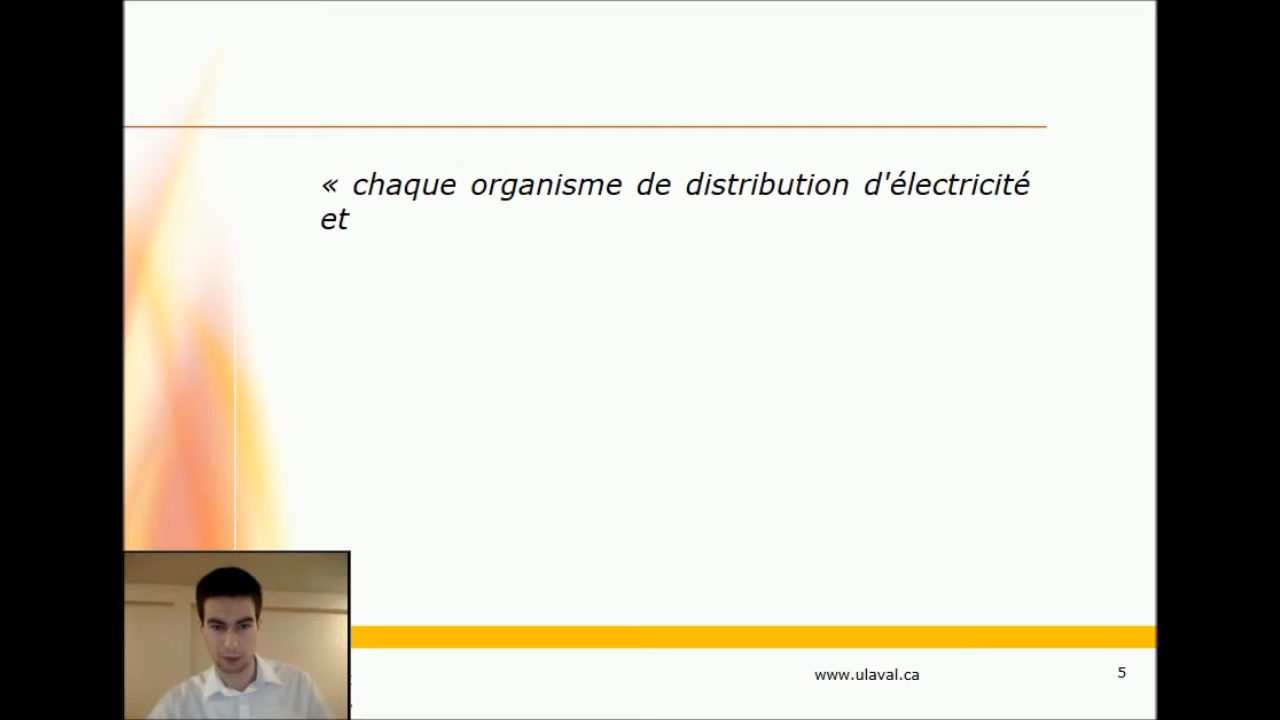 « chaque organisme de distribution d'électricité
et
www.ulaval.ca
5